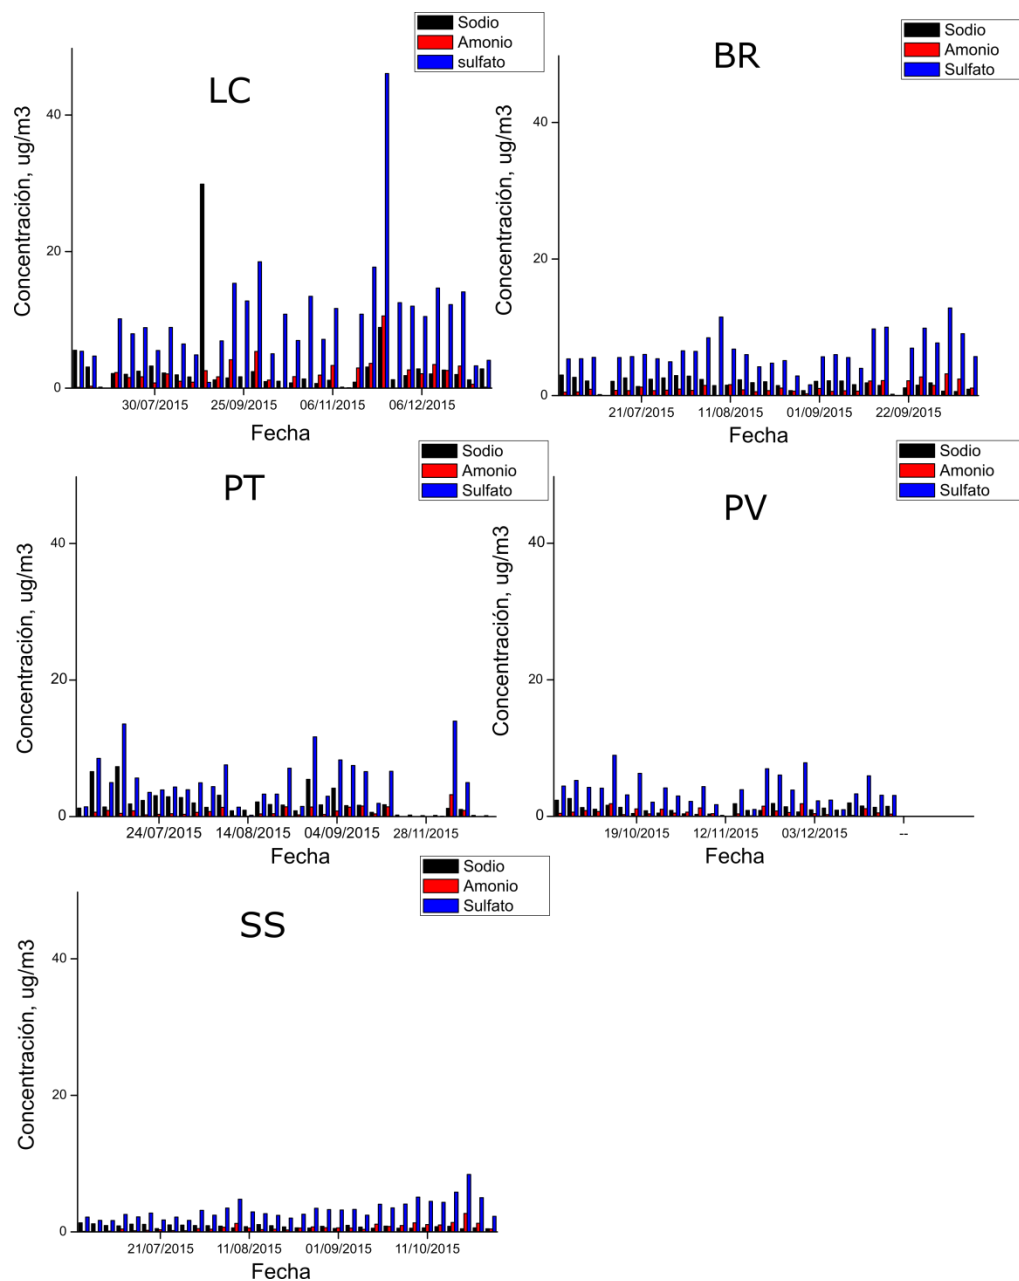 LC
Sodio
Amonio
sulfato
Concentración, ug/m3
40
20
0
30/07/2015
25/09/2015
06/11/2015
06/12/2015
Fecha
BR
Sodio
Amonio
Sulfato
Concentración, ug/m3
40
20
0
21/07/2015
11/08/2015
01/09/2015
22/09/2015
Fecha
PT
Sodio
Amonio
Sulfato
Concentración, ug/m3
40
20
0
24/07/2015
14/08/2015
04/09/2015
28/11/2015
Fecha
PV
Sodio
Amonio
Sulfato
Concentración, ug/m3
40
20
0
19/10/2015
12/11/2015
03/12/2015
--
Fecha
SS
Sodio
Amonio
Sulfato
Concentración, ug/m3
40
20
0
21/07/2015
11/08/2015
01/09/2015
11/10/2015
Fecha